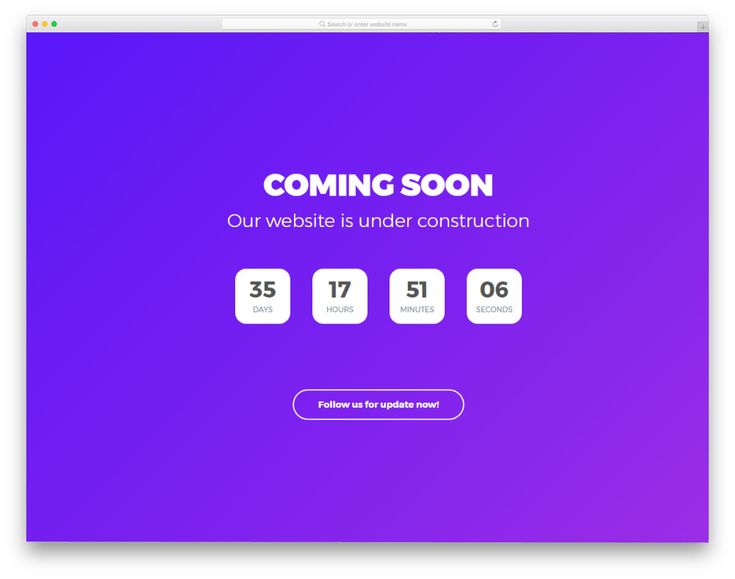 Search or enter website name
COMING SOON
Our website is under construction
35 17 51 06
DAYS HOURS MINUTES SECONDS
Follow us for update now!